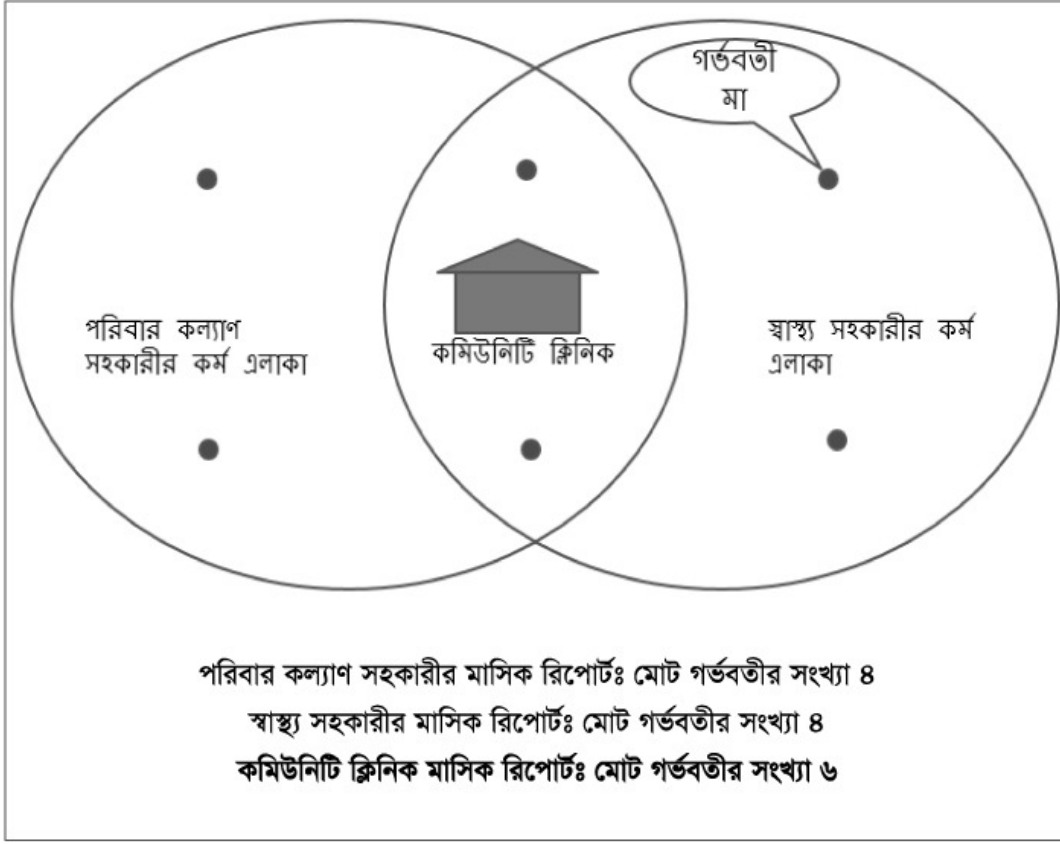 গর্ভবতী
মা
পরিবার কল্যাণ
সহকারীর কর্ম এলাকা
কমিউনিটি ক্লিনিক
স্বাস্থ্য সহকারীর কর্ম
এলাকা
পরিবার কল্যাণ সহকারীর মাসিক রিপোর্টঃ মোট গর্ভবতীর সংখ্যা ৪
স্বাস্থ্য সহকারীর মাসিক রিপোর্টঃ মোট গর্ভবতীর সংখ্যা ৪
কমিউনিটি ক্লিনিক মাসিক রিপোর্টঃ মোট গর্ভবতীর সংখ্যা ৬